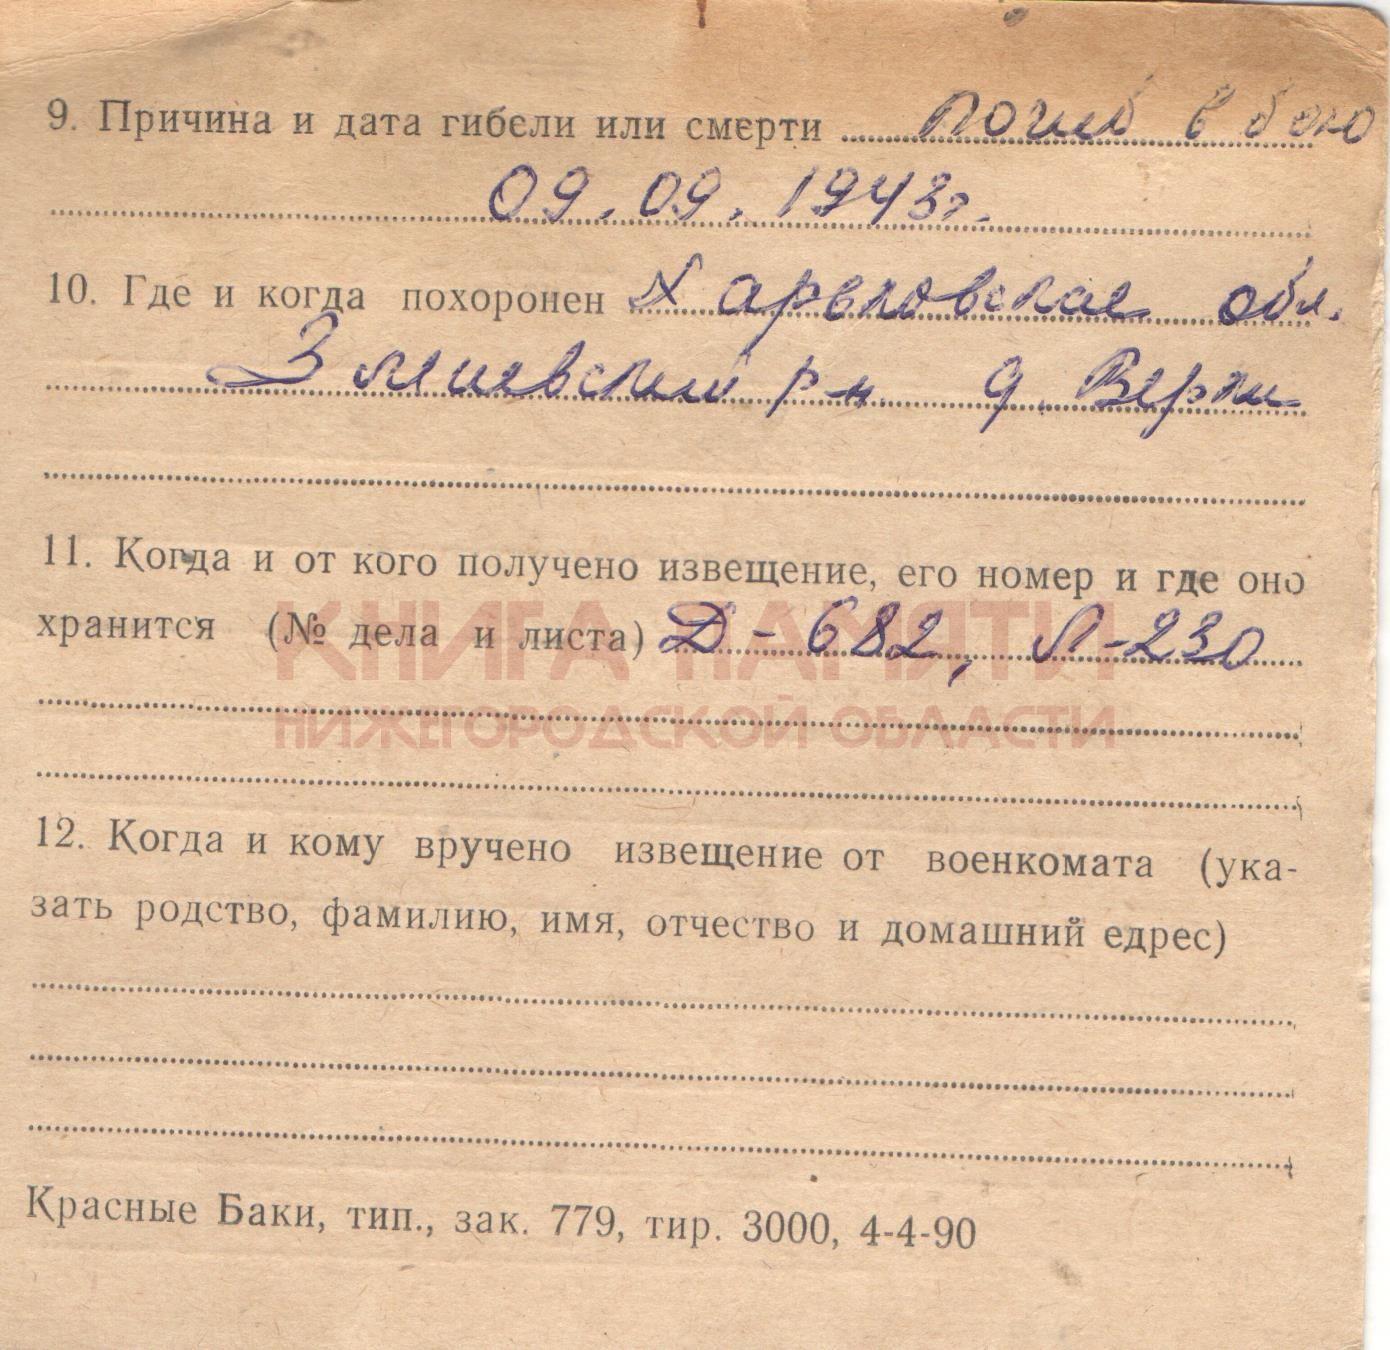 9. Причина и дата гибели или смерти погиб в бою
09.09.1943г.
10. Где и когда похоронен Харьковская обл.
Змиевский р-н д. Верки
11. Когда и от кого получено извещение, его номер и где оно
хранится (№ дела и листа) Д-682, Л-230
КНИГА ПАМЯТИ
НИЖЕГОРОДСКОЙ ОБЛАСТИ
12. Когда и кому вручено извещение от военкомата (ука-
зать родство, фамилию, имя, отчество и домашний едрес)
Красные Баки, тип., зак. 779, тир. 3000, 4-4-90